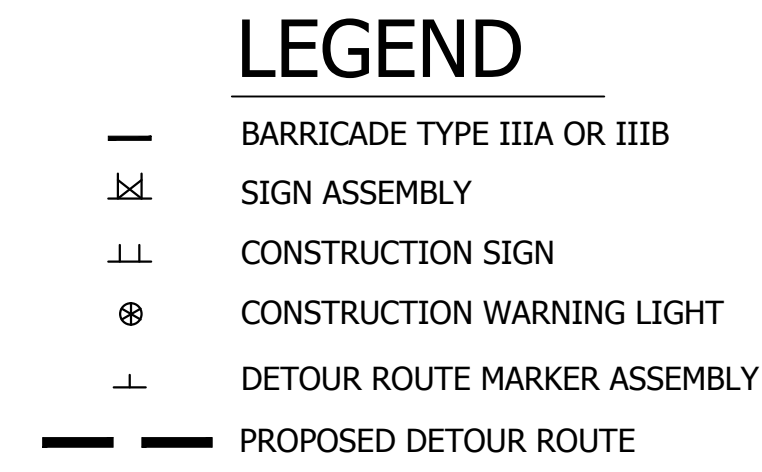 LEGEND
BARRICADE TYPE IIIA OR IIIB
SIGN ASSEMBLY
CONSTRUCTION SIGN
CONSTRUCTION WARNING LIGHT
DETOUR ROUTE MARKER ASSEMBLY
PROPOSED DETOUR ROUTE